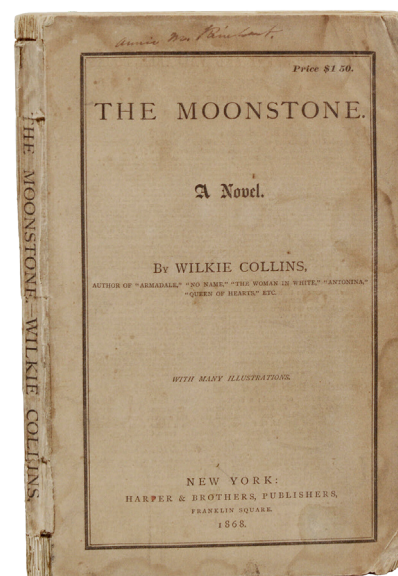 Price $1 50.
THE MOONSTONE.
A Novel.
BY WILKIE COLLINS,
AUTHOR OF "ARMADALE," "NO NAME," "THE WOMAN IN WHITE," "ANTONINA,"
"QUEEN OF HEARTS," ETC.
WITH MANY ILLUSTRATIONS.
NEW YORK:
HARPER & BROTHERS, PUBLISHERS,
FRANKLIN SQUARE.
1868.
THE MOONSTONE.—WILKIE COLLINS.